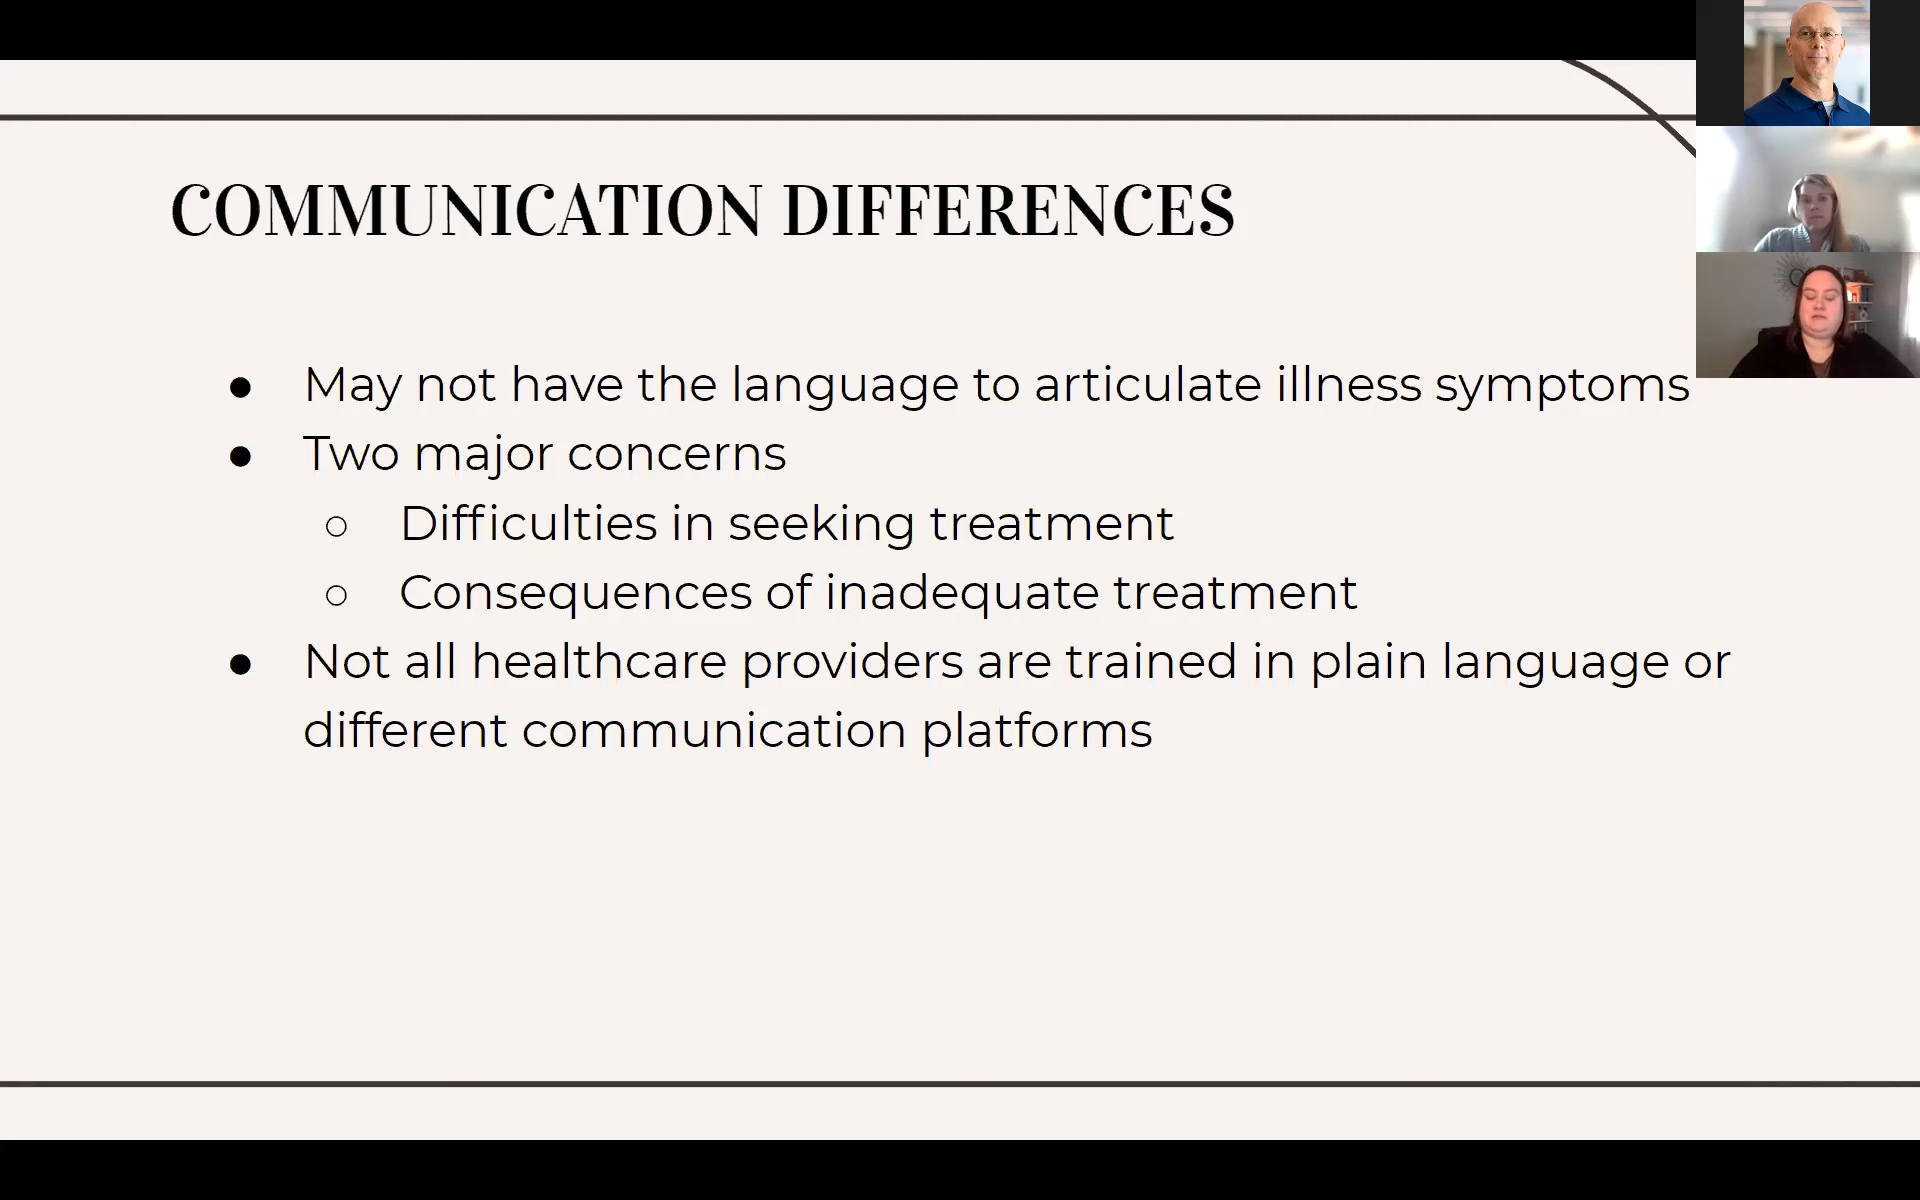 COMMUNICATION DIFFERENCES
● May not have the language to articulate illness symptoms
● Two major concerns
○ Difficulties in seeking treatment
○ Consequences of inadequate treatment
● Not all healthcare providers are trained in plain language or
different communication platforms